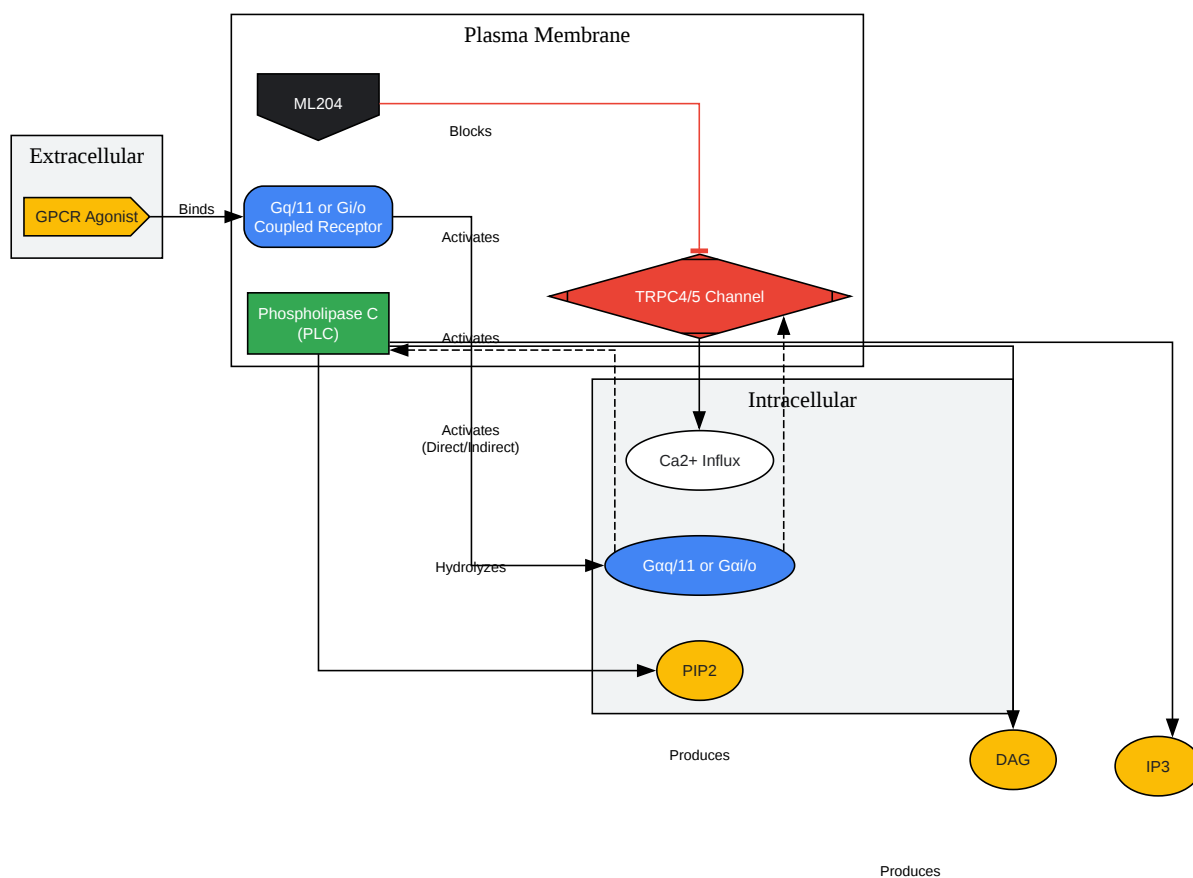 Plasma Membrane
ML204
Blocks
Extracellular
GPCR Agonist
Binds
Gq/11 or Gi/o
Coupled Receptor
Activates
TRPC4/5 Channel
Phospholipase C
(PLC)
Activates
Intracellular
Activates
(Direct/Indirect)
Ca2+ Influx
Hydrolyzes
Gαq/11 or Gαi/o
PIP2
Produces
DAG
IP3
Produces